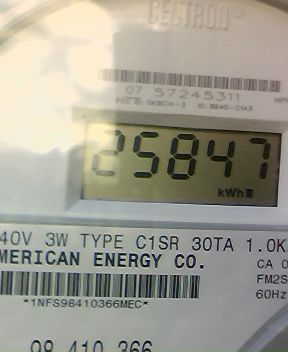 CENTRON®
07 57245311
25847
kWh
40V 3W TYPE C1SR 30TA 1.0K
MERICAN ENERGY CO.
CA 0
FM2S
60Hz
*1NFS98410366MEC*
98 410 366